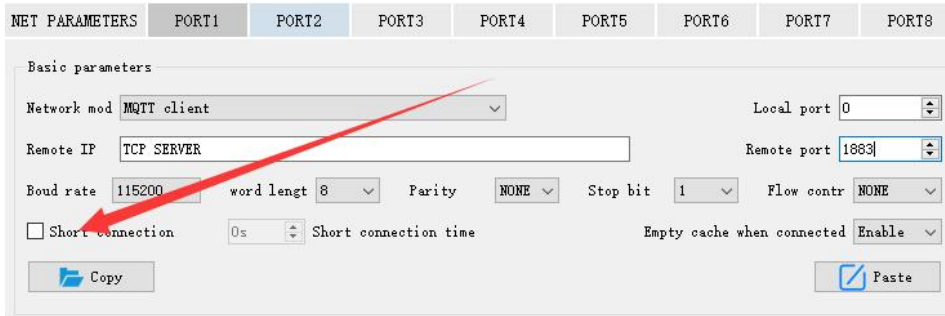 NET PARAMETERS PORT1 PORT2 PORT3 PORT4 PORT5 PORT6 PORT7 PORT8
Basic parameters
Network mod MQTT client Local port 0
Remote IP TCP SERVER Remote port 1883
Boud rate 115200 word lengt 8 Parity NONE Stop bit 1 Flow contr NONE
Short connection 0s Short connection time Empty cache when connected Enable
Copy Paste